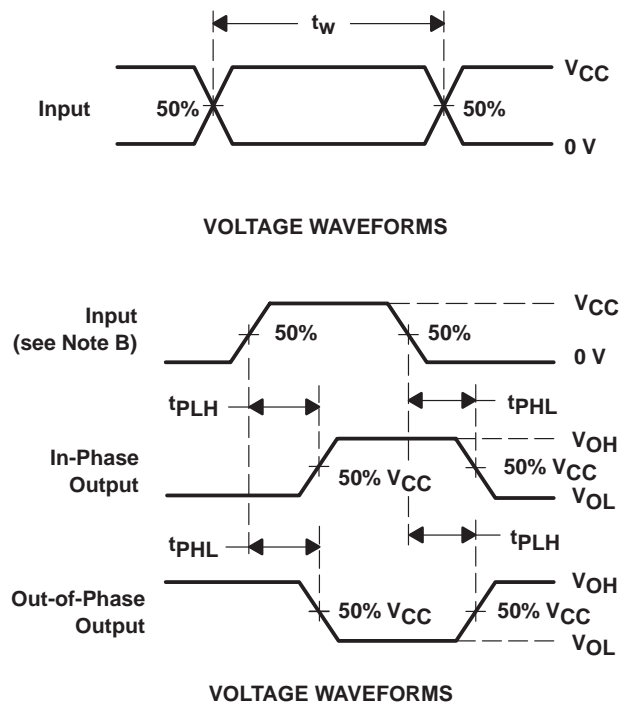 tw
VCC
Input 50% 50%
0 V
VOLTAGE WAVEFORMS
Input
(see Note B)
VCC
50% 50%
0 V
tPLH tPHL
In-Phase
Output
VOH
50% VCC 50% VCC
VOL
tPHL tPLH
Out-of-Phase
Output
VOH
50% VCC 50% VCC
VOL
VOLTAGE WAVEFORMS